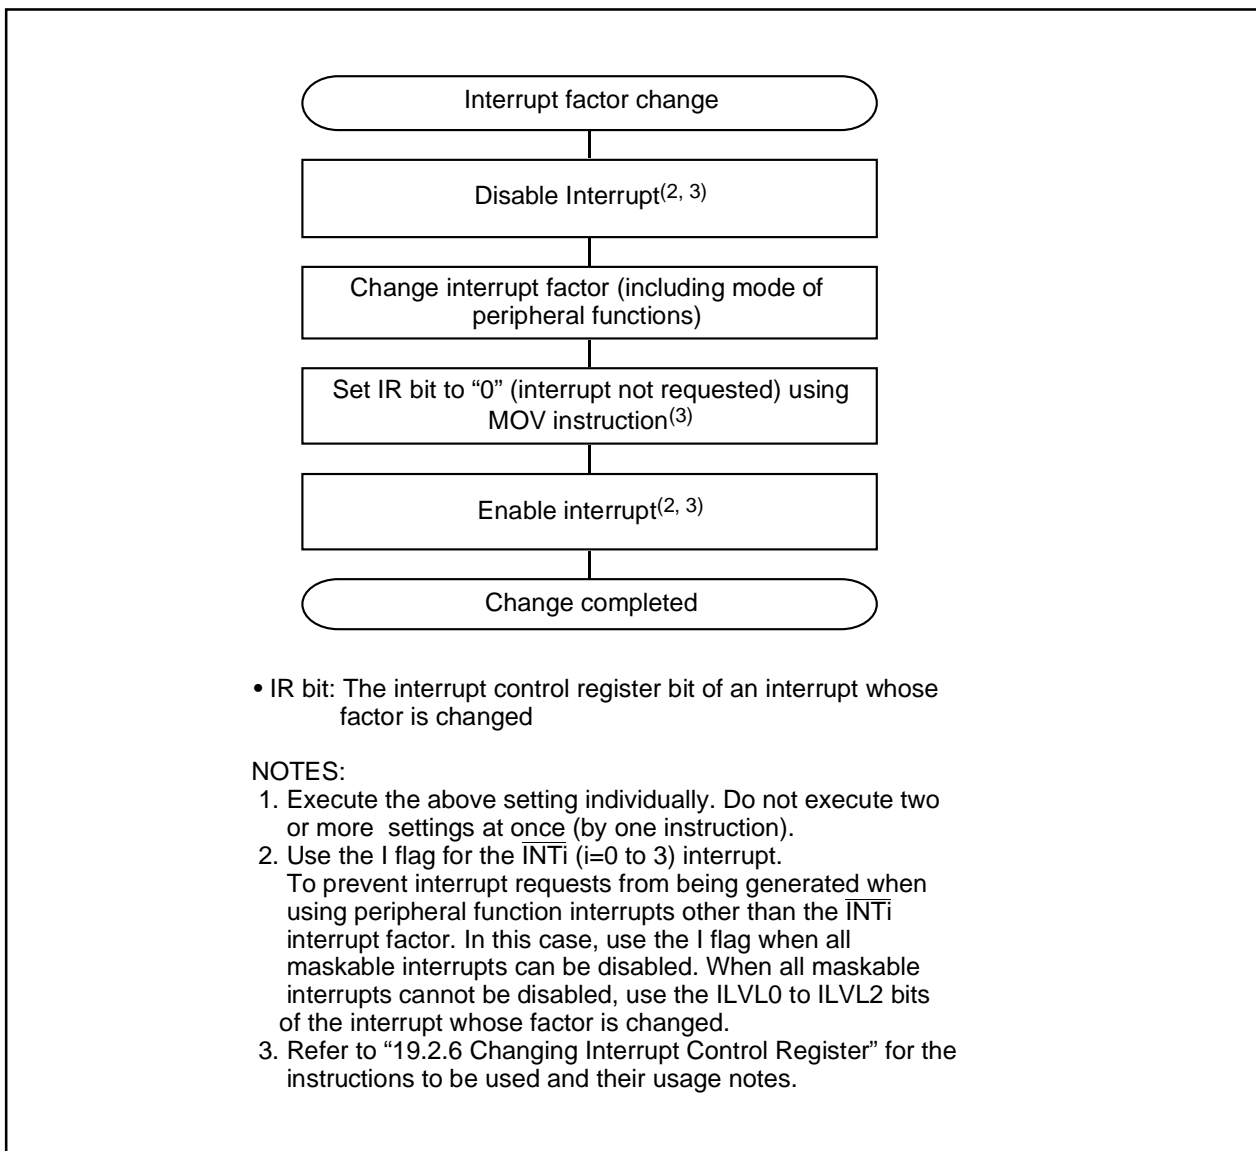 Interrupt factor change
Disable Interrupt(2, 3)
Change interrupt factor (including mode of
peripheral functions)
Set IR bit to “0” (interrupt not requested) using
MOV instruction(3)
Enable interrupt(2, 3)
Change completed
• IR bit: The interrupt control register bit of an interrupt whose
factor is changed
NOTES:
1. Execute the above setting individually. Do not execute two
or more  settings at once (by one instruction).
2. Use the I flag for the I̅N̅T̅i̅ (i=0 to 3) interrupt.
To prevent interrupt requests from being generated when
using peripheral function interrupts other than the I̅N̅T̅i̅
interrupt factor. In this case, use the I flag when all
maskable interrupts can be disabled. When all maskable
interrupts cannot be disabled, use the ILVL0 to ILVL2 bits
of the interrupt whose factor is changed.
3. Refer to “19.2.6 Changing Interrupt Control Register” for the
instructions to be used and their usage notes.